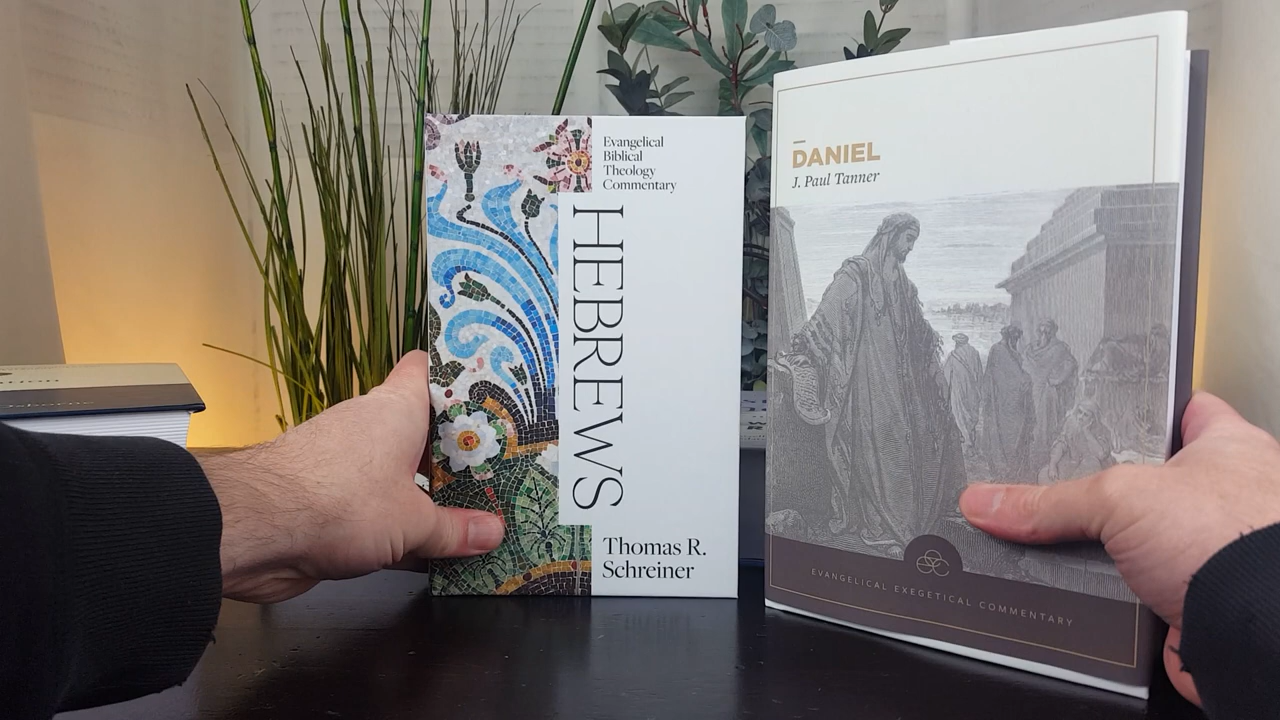 Evangelical
Biblical
Theology
Commentary
HEBREWS
Thomas R.
Schreiner
DANIEL
J. Paul Tanner
EVANGELICAL EXEGETICAL COMMENTARY